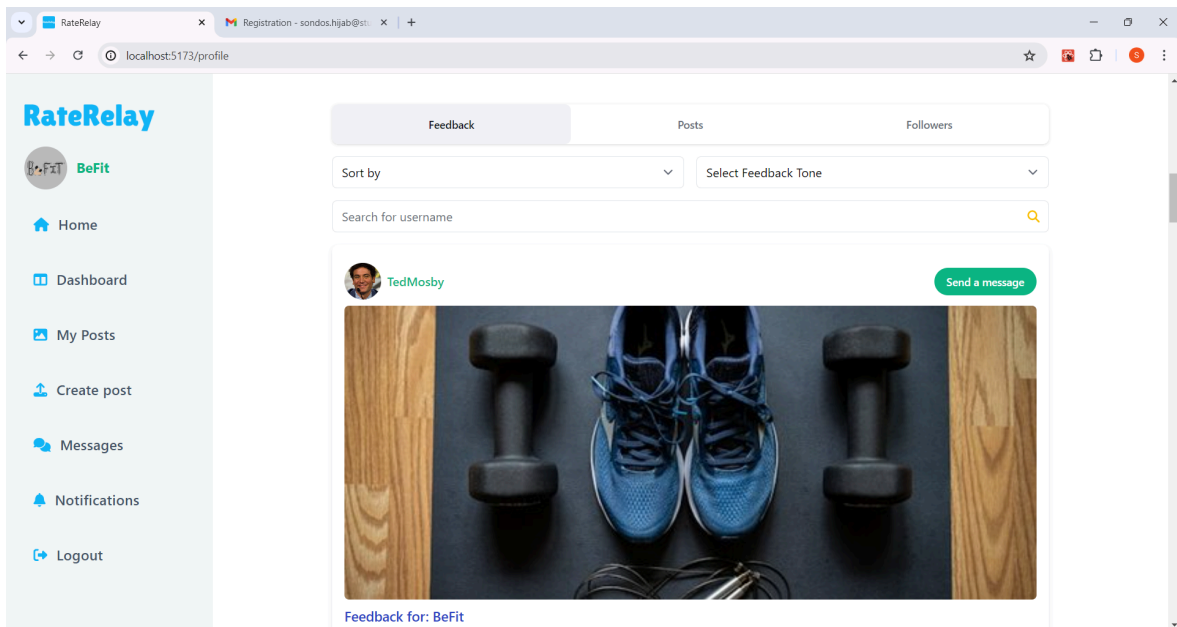 RateRelay
Registration - sondos.hijab@st
localhost:5173/profile
S
RateRelay
BeFit
BeFit
Home
Dashboard
My Posts
Create post
Messages
Notifications
Logout
Feedback Posts Followers
Sort by Select Feedback Tone
Search for username
TedMosby Send a message
Feedback for: BeFit